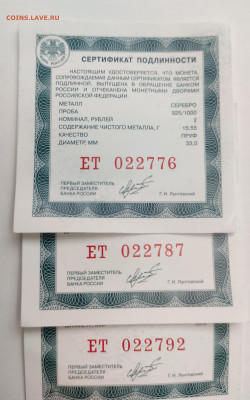 COINS.LAVE.RU
СЕРТИФИКАТ ПОДЛИННОСТИ
НАСТОЯЩИМ УДОСТОВЕРЯЕТСЯ, ЧТО МОНЕТА,
СОПРОВОЖДАЕМАЯ ДАННЫМ СЕРТИФИКАТОМ, ЯВЛЯЕТСЯ
ПОДЛИННОЙ, ВЫПУЩЕНА В ОБРАЩЕНИЕ БАНКОМ
РОССИИ И ОТЧЕКАНЕНА МОНЕТНЫМИ ДВОРАМИ
РОССИЙСКОЙ ФЕДЕРАЦИИ.
МЕТАЛЛ СЕРЕБРО
ПРОБА 925/1000
НОМИНАЛ, РУБЛЕЙ 2
СОДЕРЖАНИЕ ЧИСТОГО МЕТАЛЛА, Г 15,55
КАЧЕСТВО ПРУФ
ДИАМЕТР, ММ 33,0
ЕТ 022776
ПЕРВЫЙ ЗАМЕСТИТЕЛЬ
ПРЕДСЕДАТЕЛЯ
БАНКА РОССИИ Г.И. Лунтовский
ЕТ 022787
ПЕРВЫЙ ЗАМЕСТИТЕЛЬ
ПРЕДСЕДАТЕЛЯ
БАНКА РОССИИ Г.И. Лунтовский
ЕТ 022792
ПЕРВЫЙ ЗАМЕСТИТЕЛЬ
ПРЕДСЕДАТЕЛЯ
БАНКА РОССИИ Г.И. Лунтовский